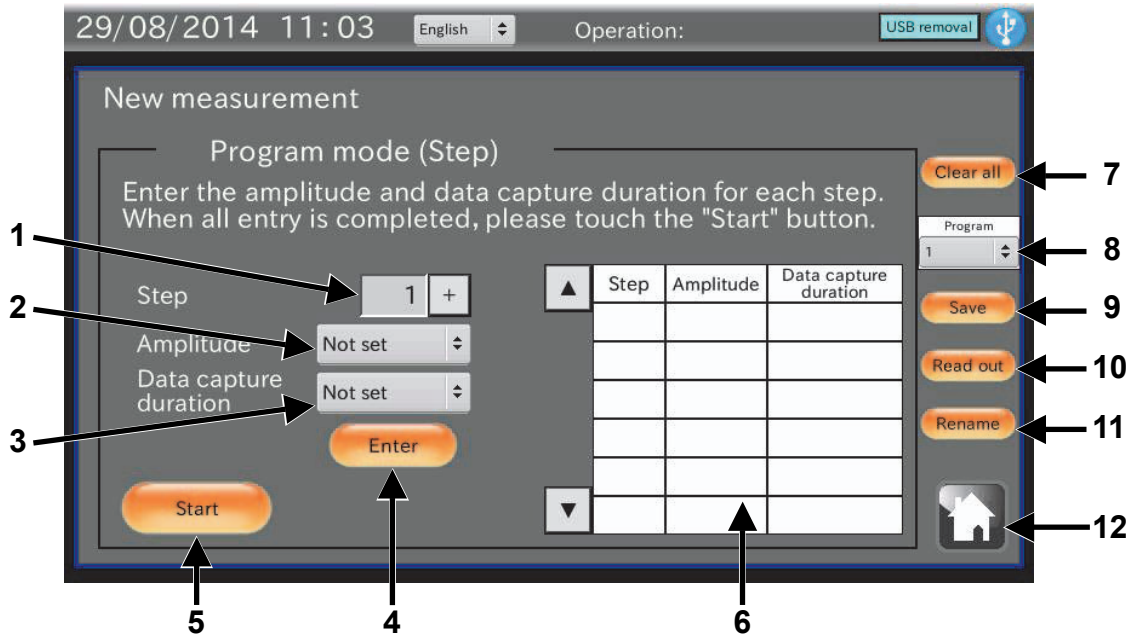 29/08/2014 11:03 English Operation: USB removal
New measurement
Program mode (Step)
Enter the amplitude and data capture duration for each step.
When all entry is completed, please touch the "Start" button.
Clear all 7
Program
1 8
1
Step 1 +
▲ Step Amplitude Data capture
duration
Save 9
2
Amplitude Not set
Read out 10
Data capture
duration Not set
3
Rename 11
Enter
Start
▼
12
5 4 6